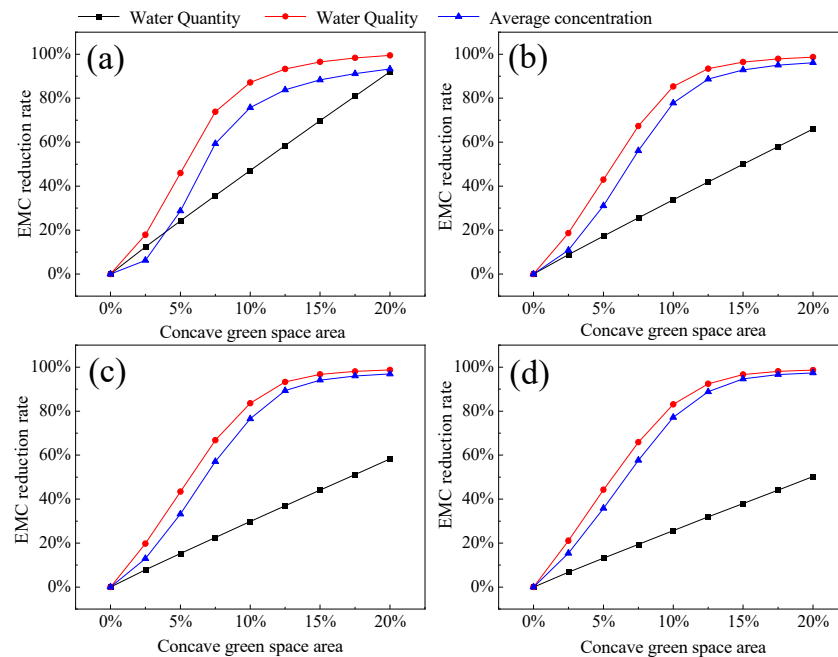 Water Quantity Water Quality Average concentration
(a)
EMC reduction rate
100%
80%
60%
40%
20%
0%
0% 5% 10% 15% 20%
Concave green space area
(b)
EMC reduction rate
100%
80%
60%
40%
20%
0%
0% 5% 10% 15% 20%
Concave green space area
(c)
EMC reduction rate
100%
80%
60%
40%
20%
0%
0% 5% 10% 15% 20%
Concave green space area
(d)
EMC reduction rate
100%
80%
60%
40%
20%
0%
0% 5% 10% 15% 20%
Concave green space area